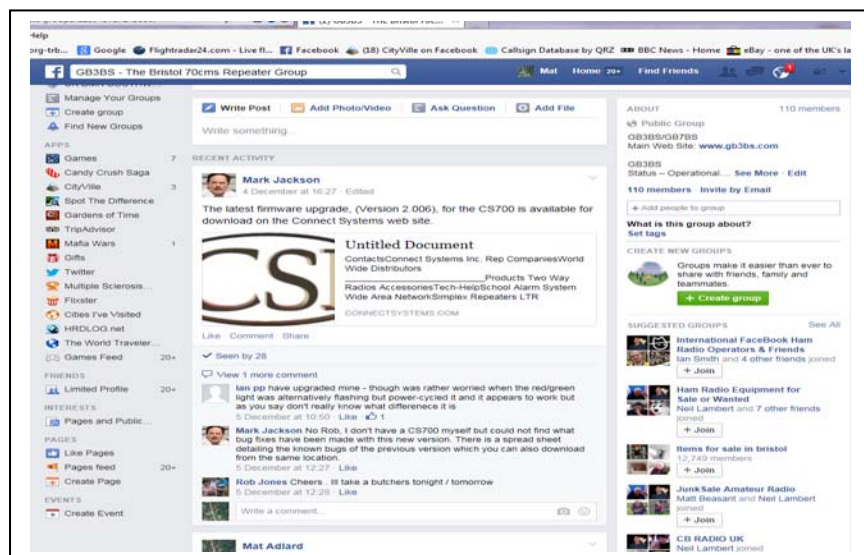 (2) GB3BS - The Bristol 70c...
Help
Google Flightradar24.com - Live fl... Facebook (18) CityVille on Facebook Callsign Database by QRZ BBC News - Home eBay - one of the UK's la
GB3BS - The Bristol 70cms Repeater Group
Mat Home 20+ Find Friends
Manage Your Groups
Create group
Find New Groups
APPS
Games 7
Candy Crush Saga
CityVille 3
Spot The Difference
Gardens of Time
TripAdvisor
Mafia Wars 1
Gifts
Twitter
Multiple Sclerosis...
Flixster
Cities I've Visited
HRDLOG.net
The World Traveler...
Games Feed 20+
FRIENDS
Limited Profile 20+
INTERESTS
Pages and Public...
PAGES
Like Pages
Pages feed 20+
Create Page
EVENTS
Create Event
Write Post Add Photo/Video Ask Question Add File
Write something...
RECENT ACTIVITY
Mark Jackson
4 December at 16:27 · Edited
The latest firmware upgrade, (Version 2.006), for the CS700 is available for
download on the Connect Systems web site.
CSI
Untitled Document
ContactsConnect Systems Inc. Rep CompaniesWorld
Wide Distributors
Products Two Way
Radios AccessoriesTech-HelpSchool Alarm System
Wide Area NetworkSimplex Repeaters LTR
CONNECTSYSTEMS.COM
Like · Comment · Share
Seen by 28
View 1 more comment
Ian pp have upgraded mine - though was rather worried when the red/green
light was alternatively flashing but power-cycled it and it appears to work but
as you say don't really know what differenece it is
5 December at 10:50 · Like · 1
Mark Jackson No Rob, I don't have a CS700 myself but could not find what
bug fixes have been made with this new version. There is a spread sheet
detailing the known bugs of the previous version which you can also download
from the same location.
5 December at 12:27 · Like
Rob Jones Cheers . Ill take a butchers tonight / tomorrow
5 December at 12:28 · Like
Write a comment...
Mat Adlard
ABOUT 110 members
Public Group
GB3BS/GB7BS
Main Web Site: www.gb3bs.com
GB3BS
Status – Operational.... See More · Edit
110 members · Invite by Email
+ Add people to group
What is this group about?
Set tags
CREATE NEW GROUPS
Groups make it easier than ever to
share with friends, family and
teammates.
+ Create group
SUGGESTED GROUPS See All
International FaceBook Ham
Radio Operators & Friends
Ian Smith and 4 other friends joined
+ Join
Ham Radio Equipment for
Sale or Wanted
Neil Lambert and 7 other friends
joined
+ Join
Items for sale in bristol
12,749 members
+ Join
JunkSale Amateur Radio
Matt Beasant and Neil Lambert
joined
+ Join
CB RADIO UK
Neil Lambert joined